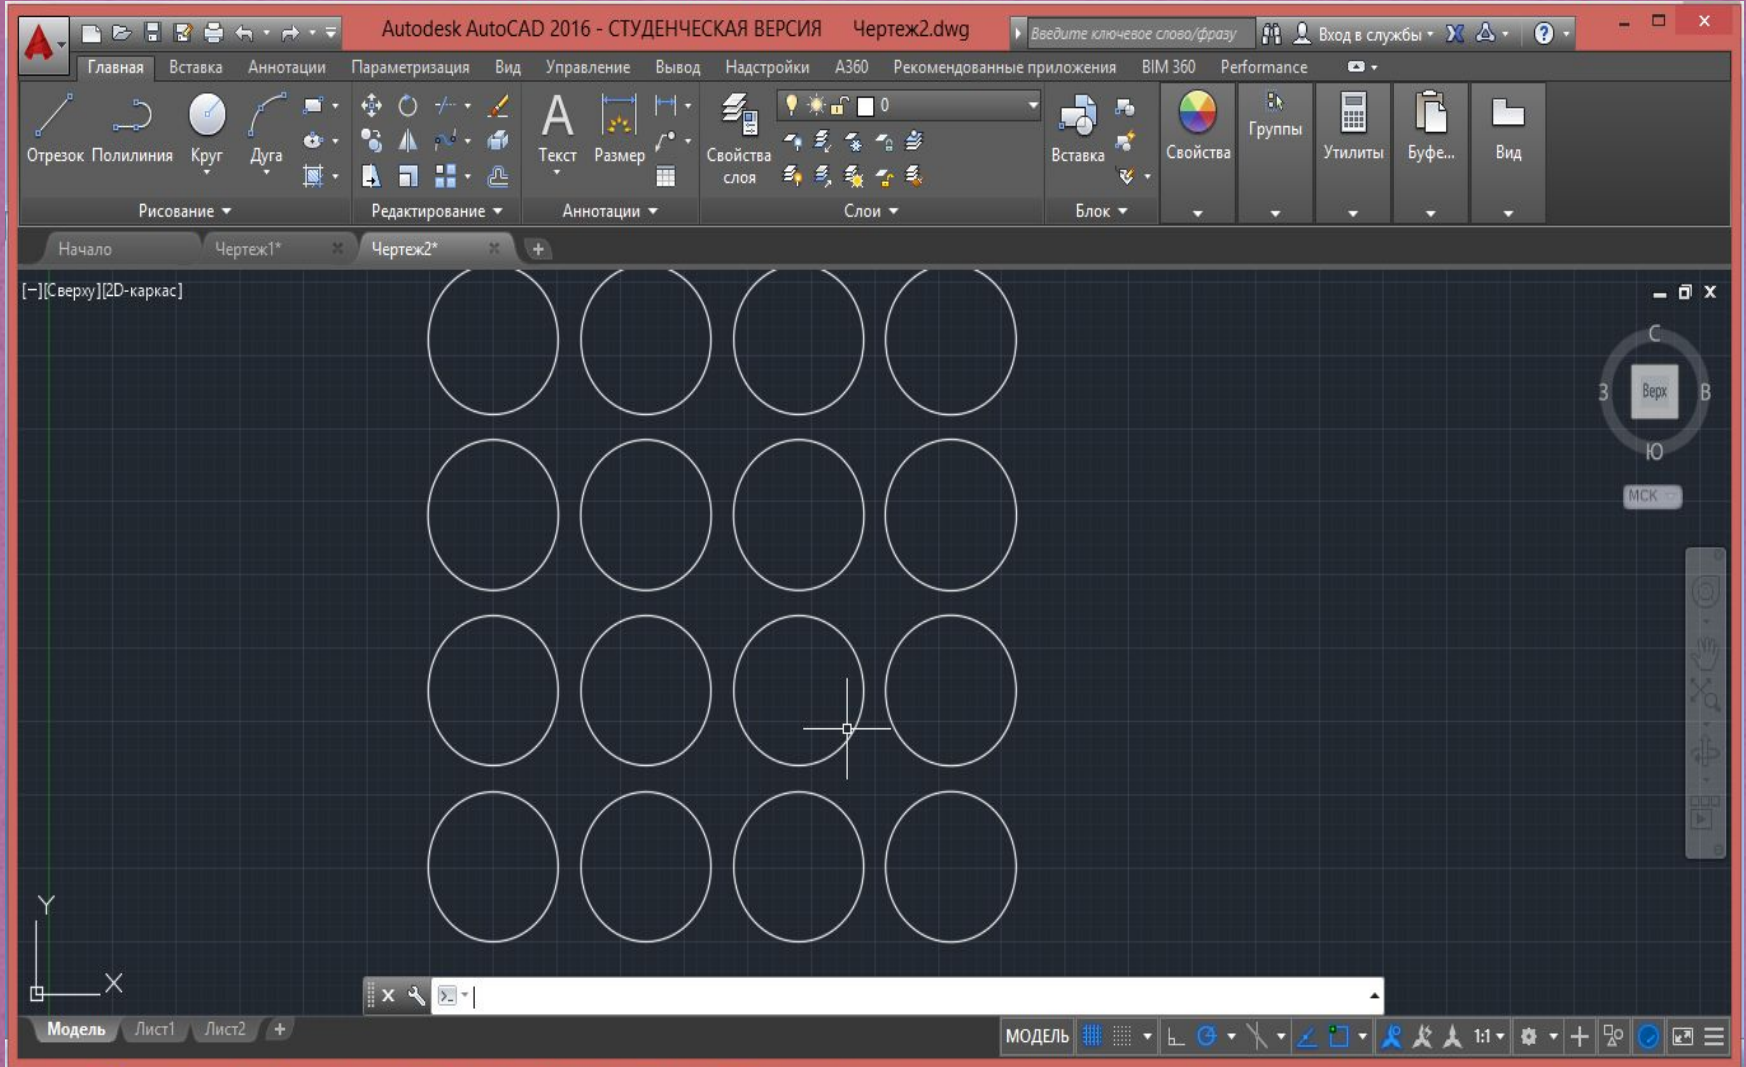 Autodesk AutoCAD 2016 - СТУДЕНЧЕСКАЯ ВЕРСИЯ Чертеж2.dwg
Введите ключевое слово/фразу
Вход в службы
Главная Вставка Аннотации Параметризация Вид Управление Вывод Надстройки A360 Рекомендованные приложения BIM 360 Performance
0
Отрезок Полилиния Круг Дуга
Текст Размер
Свойства слоя
Вставка
Свойства
Группы
Утилиты
Буфе...
Вид
Рисование Редактирование Аннотации Слои Блок
Начало Чертеж1* Чертеж2*
[−][Сверху][2D-каркас]
С
З Верх В
Ю
МСК
Y
X
Модель Лист1 Лист2 +
МОДЕЛЬ 1:1